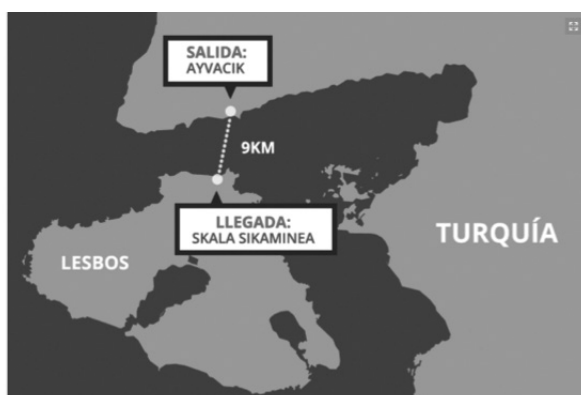 SALIDA:
AYVACIK
9KM
LLEGADA:
SKALA SIKAMINEA
TURQUÍA
LESBOS